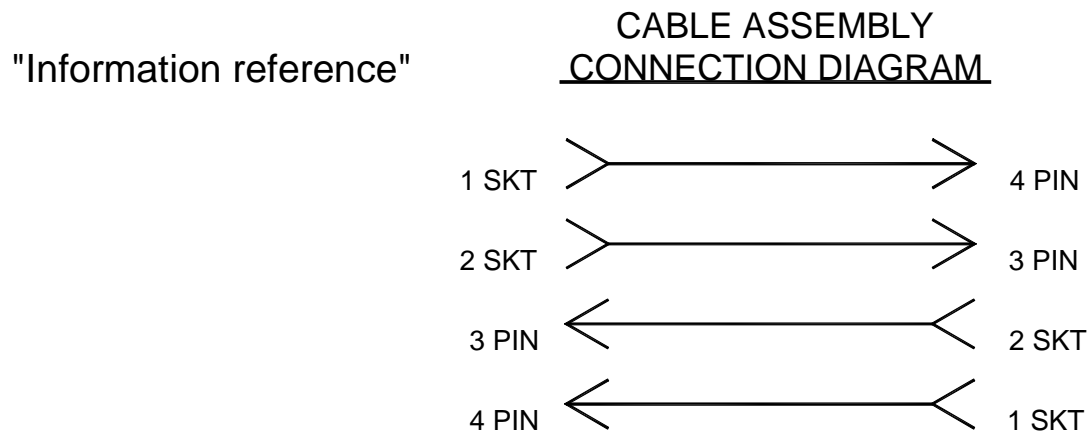 "Information reference"
CABLE ASSEMBLY
CONNECTION DIAGRAM
1 SKT 4 PIN
2 SKT 3 PIN
3 PIN 2 SKT
4 PIN 1 SKT